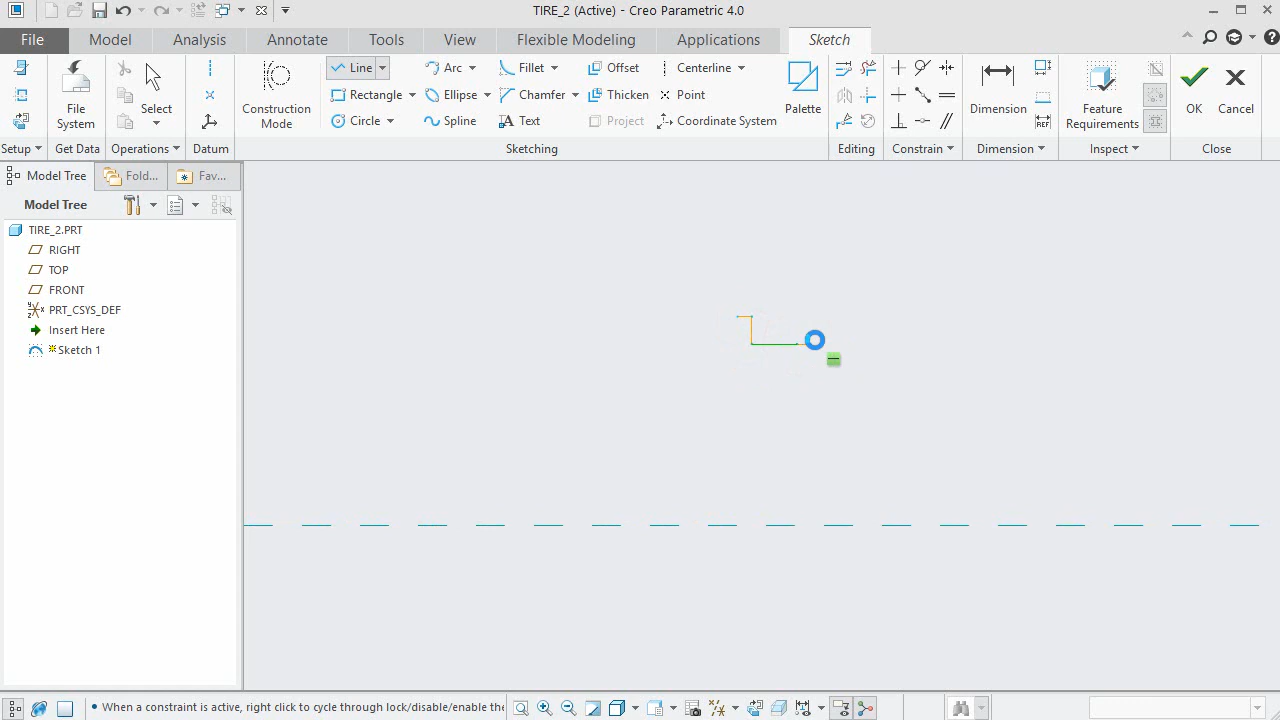 TIRE_2 (Active) - Creo Parametric 4.0
File Model Analysis Annotate Tools View Flexible Modeling Applications Sketch
Line Arc Fillet Offset Centerline
Rectangle Ellipse Chamfer Thicken Point
Circle Spline Text Project Coordinate System
File System
Select
Construction Mode
Palette
Dimension
Feature Requirements
OK Cancel
Setup Get Data Operations Datum Sketching Editing Constrain Dimension Inspect Close
Model Tree Fold... Fav...
Model Tree
TIRE_2.PRT
RIGHT
TOP
FRONT
PRT_CSYS_DEF
Insert Here
Sketch 1
• When a constraint is active, right click to cycle through lock/disable/enable the